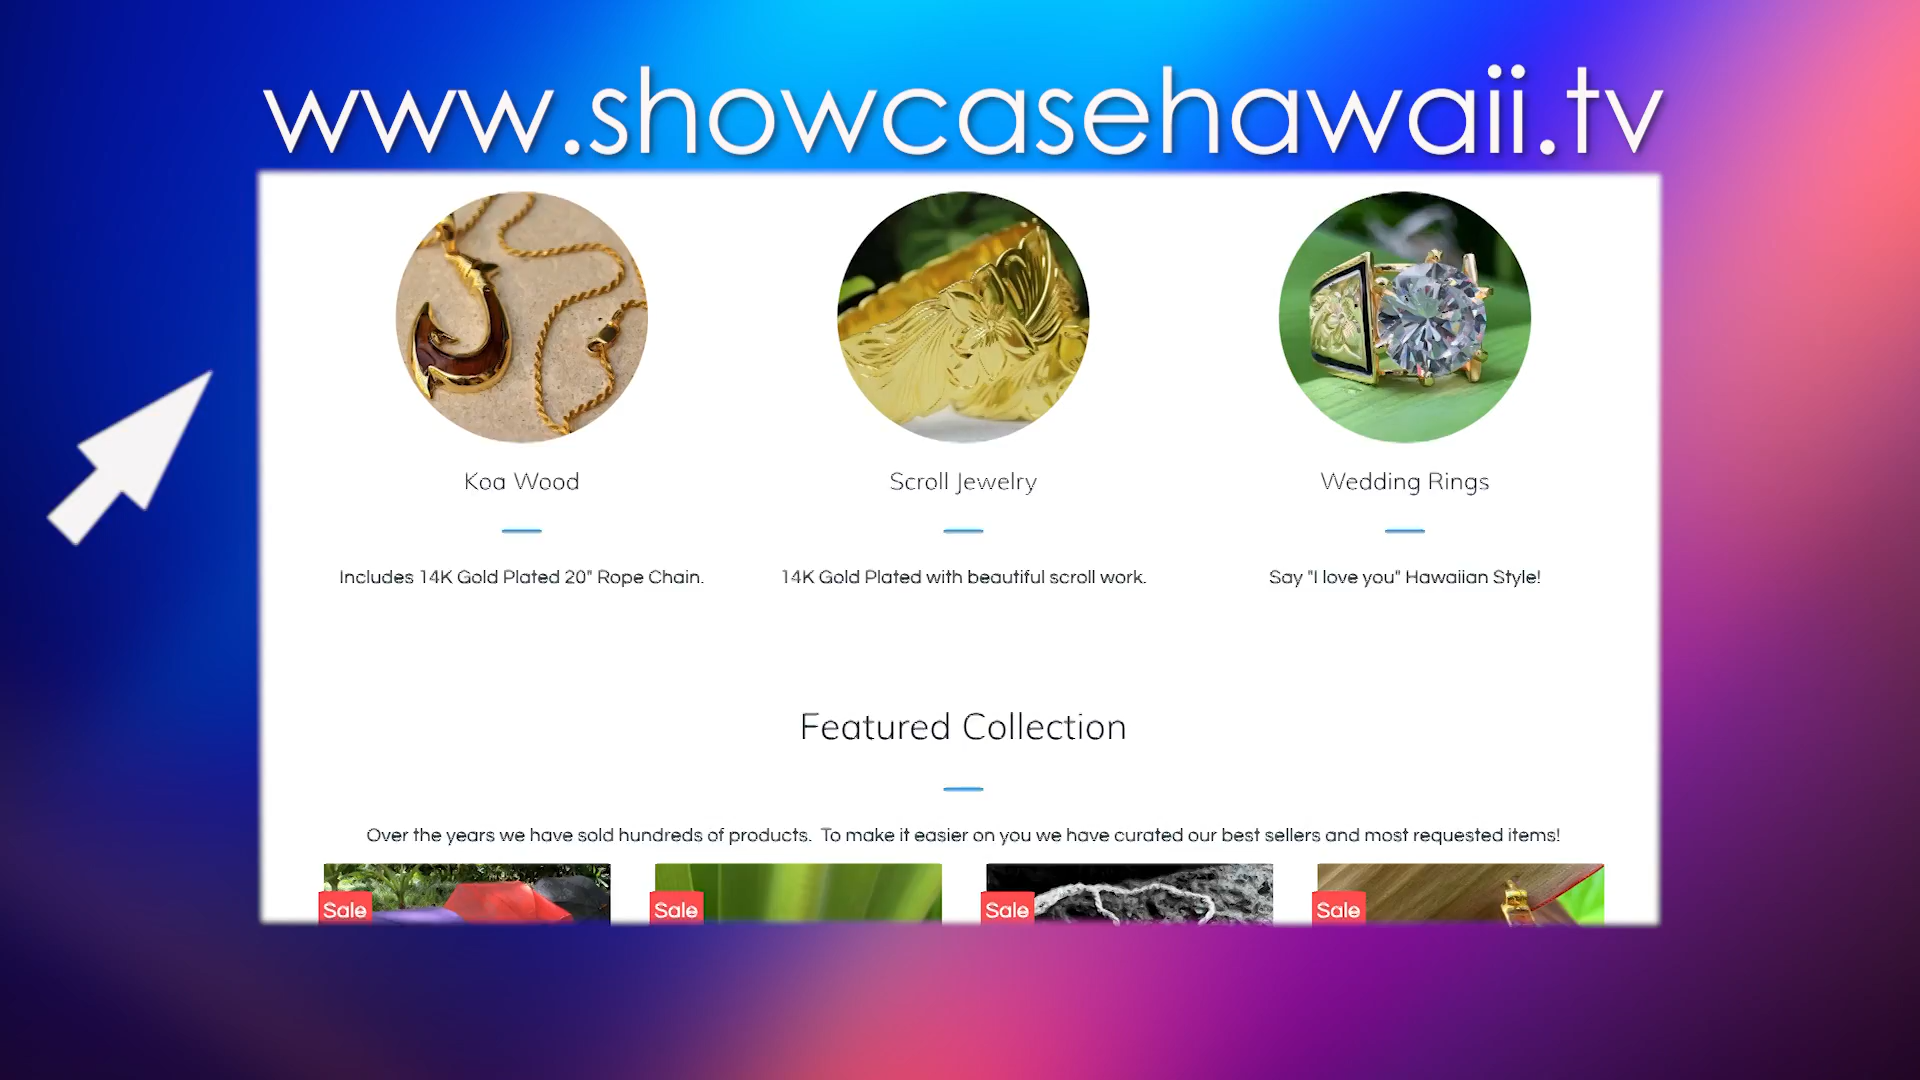 www.showcasehawaii.tv
Koa Wood
Scroll Jewelry
Wedding Rings
Includes 14K Gold Plated 20" Rope Chain.
14K Gold Plated with beautiful scroll work.
Say "I love you" Hawaiian Style!
Featured Collection
Over the years we have sold hundreds of products.  To make it easier on you we have curated our best sellers and most requested items!
Sale
Sale
Sale
Sale